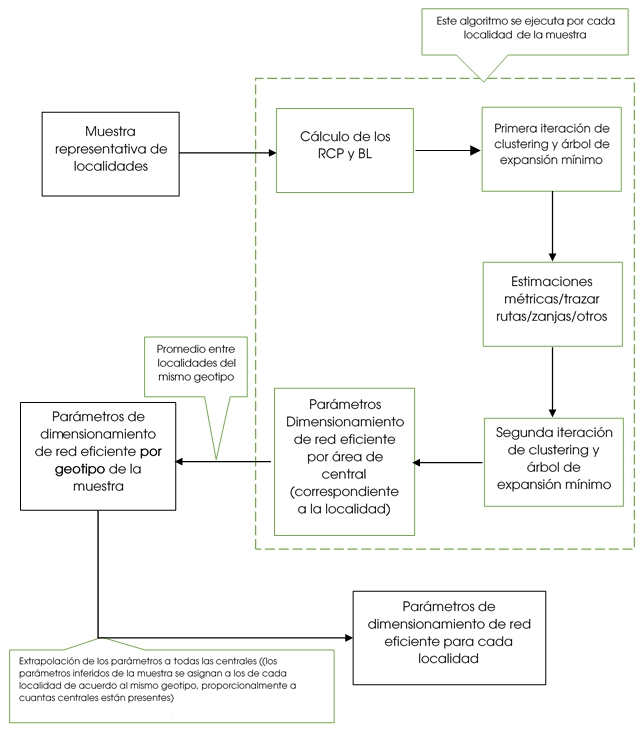 Este algoritmo se ejecuta por cada
localidad de la muestra
Muestra
representativa de
localidades
Cálculo de los
RCP y BL
Primera iteración de
clustering y árbol de
expansión mínimo
Estimaciones
métricas/trazar
rutas/zanjas/otros
Segunda iteración
de clustering y
árbol de
expansión mínimo
Parámetros
Dimensionamiento
de red eficiente
por área de
central
(correspondiente
a la localidad)
Promedio entre
localidades del
mismo geotipo
Parámetros de
dimensionamiento
de red eficiente por
geotipo de la
muestra
Extrapolación de los parámetros a todas las centrales ((los
parámetros inferidos de la muestra se asignan a los de cada
localidad de acuerdo al mismo geotipo, proporcionalmente a
cuantas centrales están presentes)
Parámetros de
dimensionamiento de red
eficiente para cada
localidad